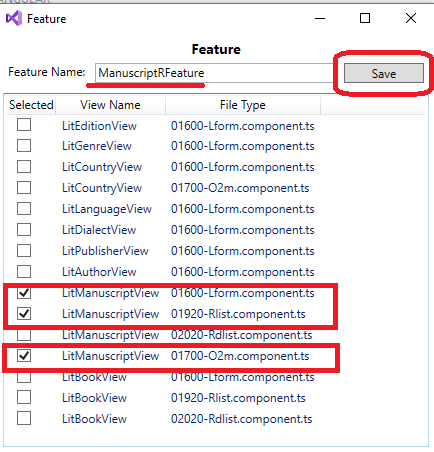 ANGULAR
Feature
Feature
Feature Name: ManuscriptRFeature Save
Selected View Name File Type
LitEditionView 01600-Lform.component.ts
LitGenreView 01600-Lform.component.ts
LitCountryView 01600-Lform.component.ts
LitCountryView 01700-O2m.component.ts
LitLanguageView 01600-Lform.component.ts
LitDialectView 01600-Lform.component.ts
LitPublisherView 01600-Lform.component.ts
LitAuthorView 01600-Lform.component.ts
LitManuscriptView 01600-Lform.component.ts
LitManuscriptView 01920-Rlist.component.ts
LitManuscriptView 02020-Rdlist.component.ts
LitManuscriptView 01700-O2m.component.ts
LitBookView 01600-Lform.component.ts
LitBookView 01920-Rlist.component.ts
LitBookView 02020-Rdlist.component.ts